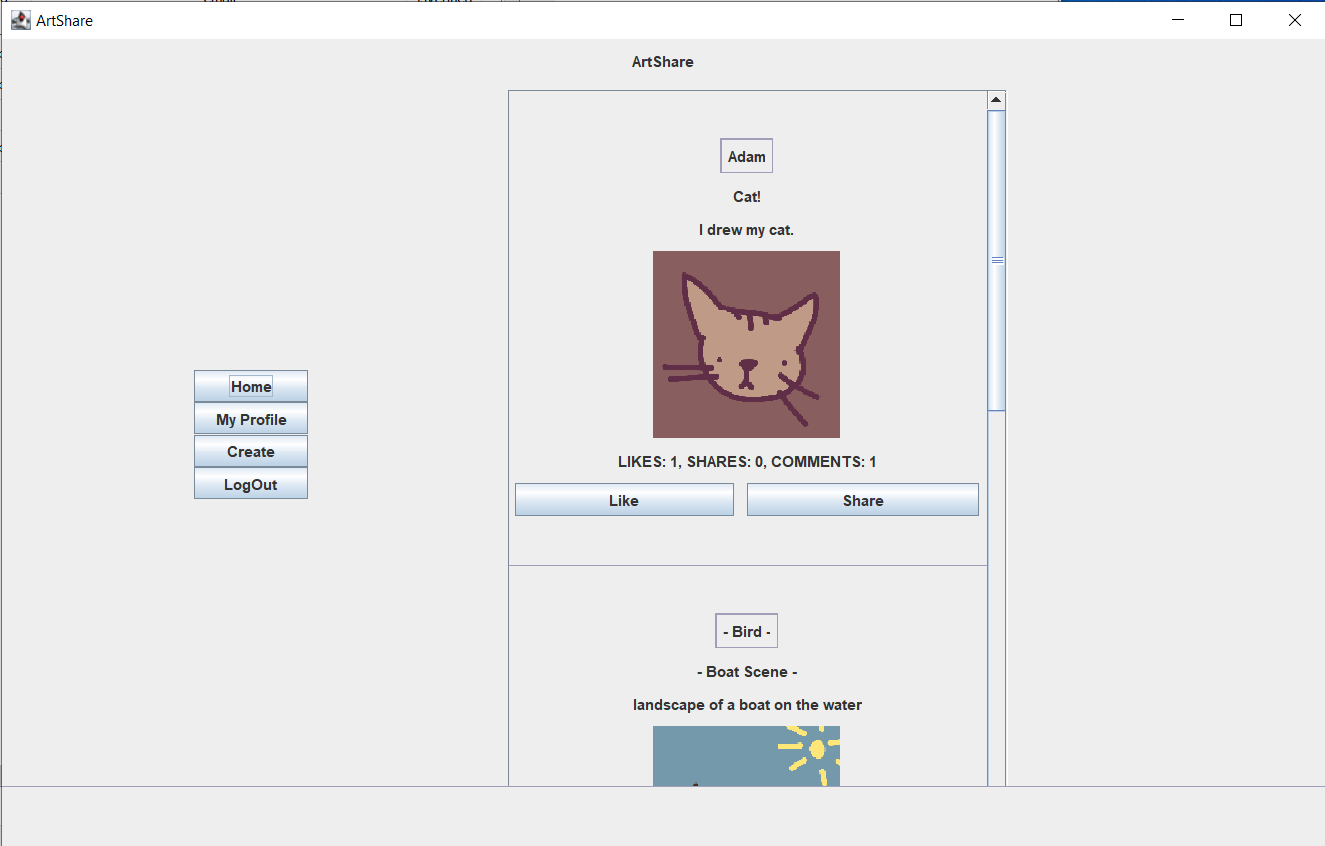 ArtShare
ArtShare
Adam
Cat!
I drew my cat.
LIKES: 1, SHARES: 0, COMMENTS: 1
Like Share
Home
My Profile
Create
LogOut
- Bird -
- Boat Scene -
landscape of a boat on the water